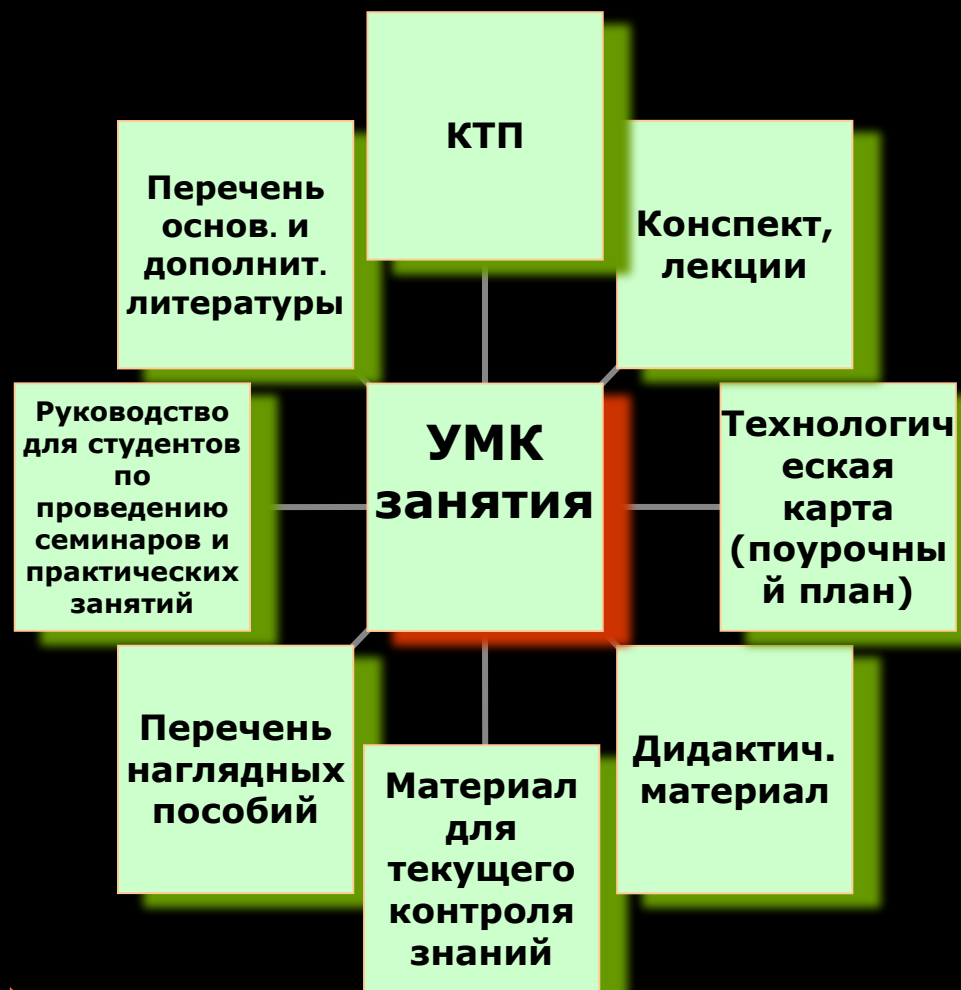 КТП
Перечень
основ. и
дополнит.
литературы
Конспект,
лекции
Руководство
для студентов
по
проведению
семинаров и
практических
занятий
УМК
занятия
Технологич
еская
карта
(поурочны
й план)
Перечень
наглядных
пособий
Материал
для
текущего
контроля
знаний
Дидактич.
материал